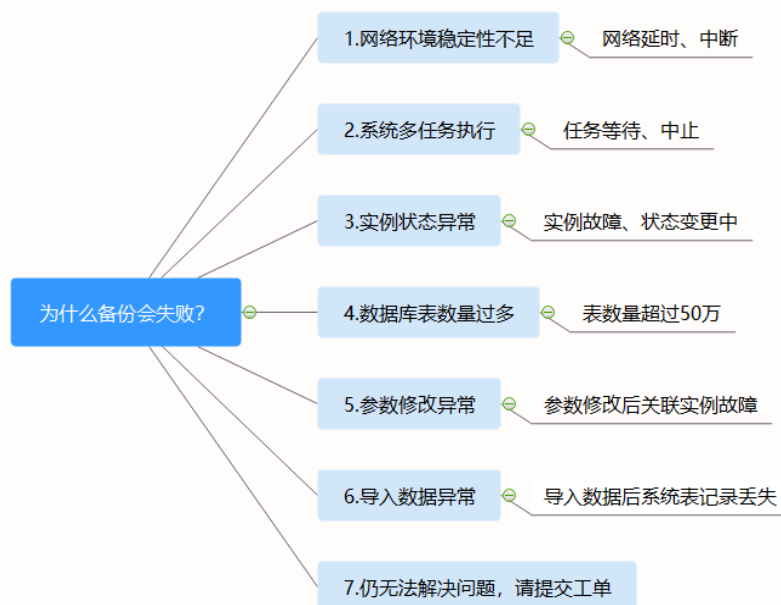 1.网络环境稳定性不足
网络延时、中断
2.系统多任务执行
任务等待、中止
3.实例状态异常
实例故障、状态变更中
为什么备份会失败?
4.数据库表数量过多
表数量超过50万
5.参数修改异常
参数修改后关联实例故障
6.导入数据异常
导入数据后系统表记录丢失
7.仍无法解决问题，请提交工单